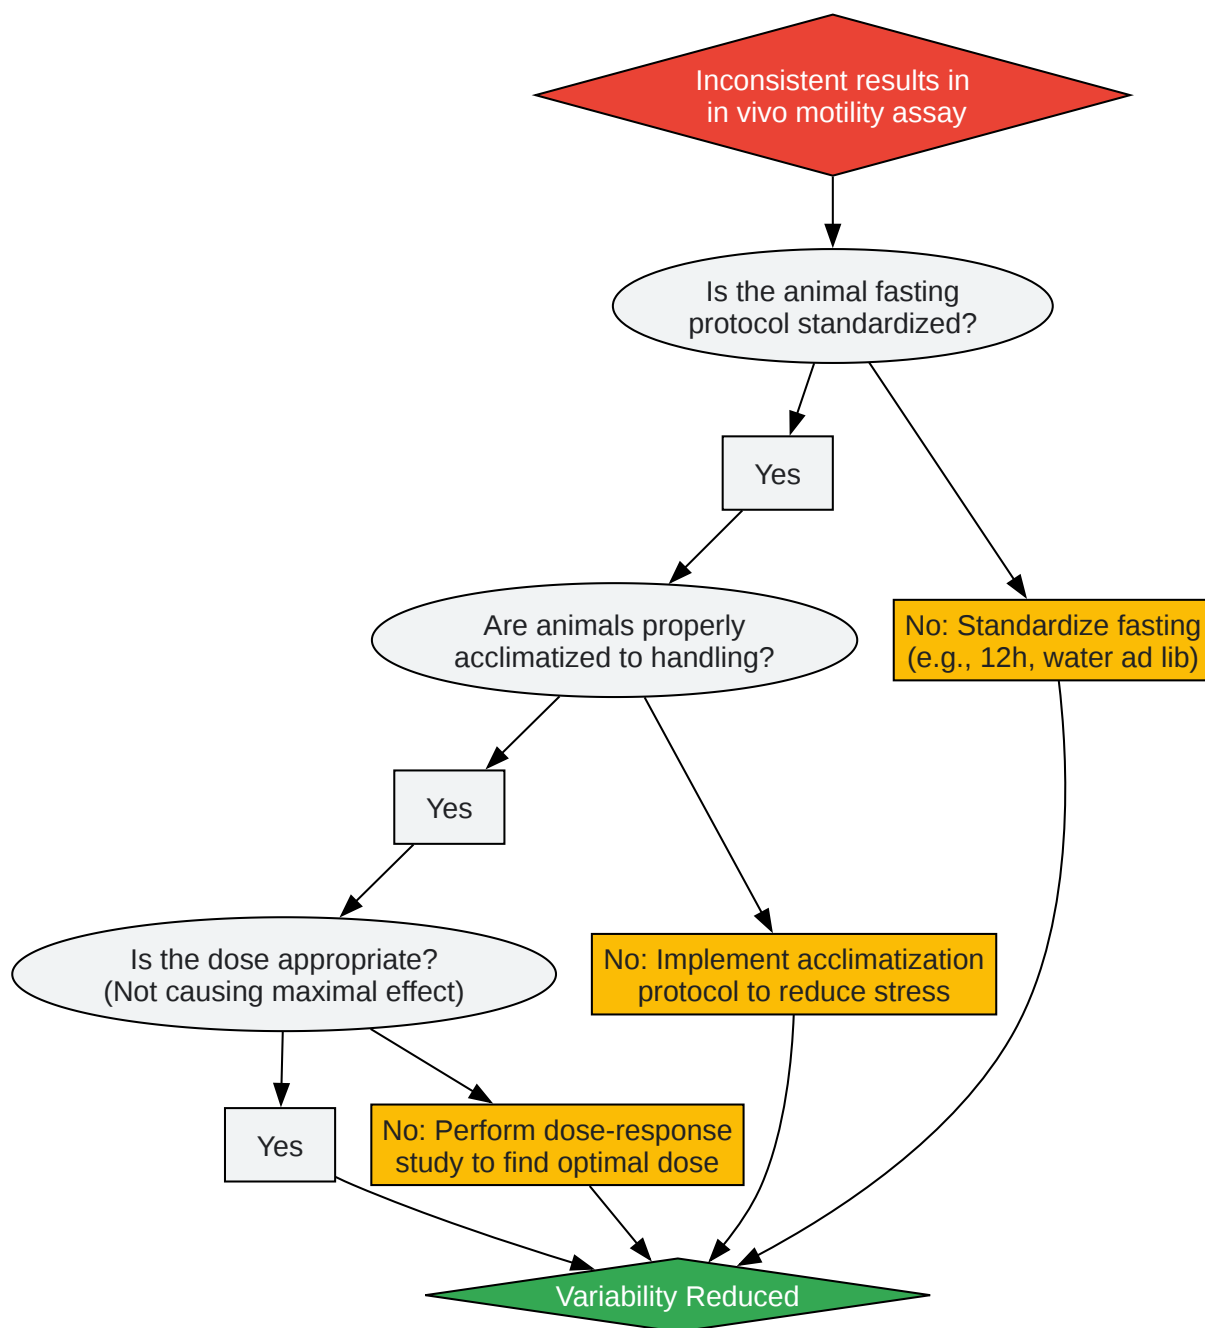 Inconsistent results in
in vivo motility assay
Is the animal fasting
protocol standardized?
Yes
No: Standardize fasting
(e.g., 12h, water ad lib)
Are animals properly
acclimatized to handling?
Yes
No: Implement acclimatization
protocol to reduce stress
Is the dose appropriate?
(Not causing maximal effect)
Yes
No: Perform dose-response
study to find optimal dose
Variability Reduced